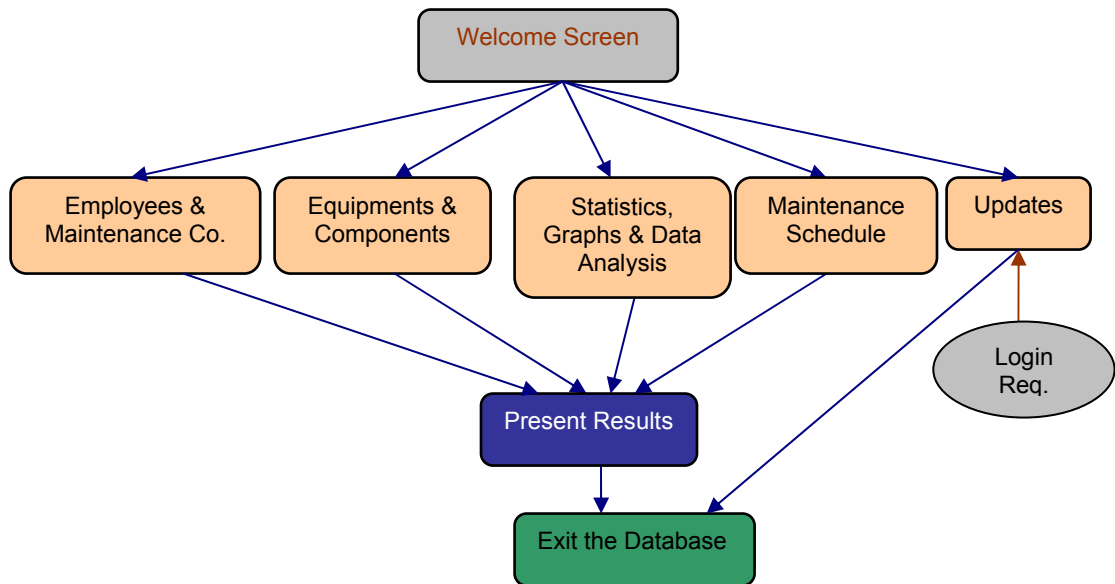 Welcome Screen
Employees &
Maintenance Co.
Equipments &
Components
Statistics,
Graphs & Data
Analysis
Maintenance
Schedule
Updates
Login
Req.
Present Results
Exit the Database